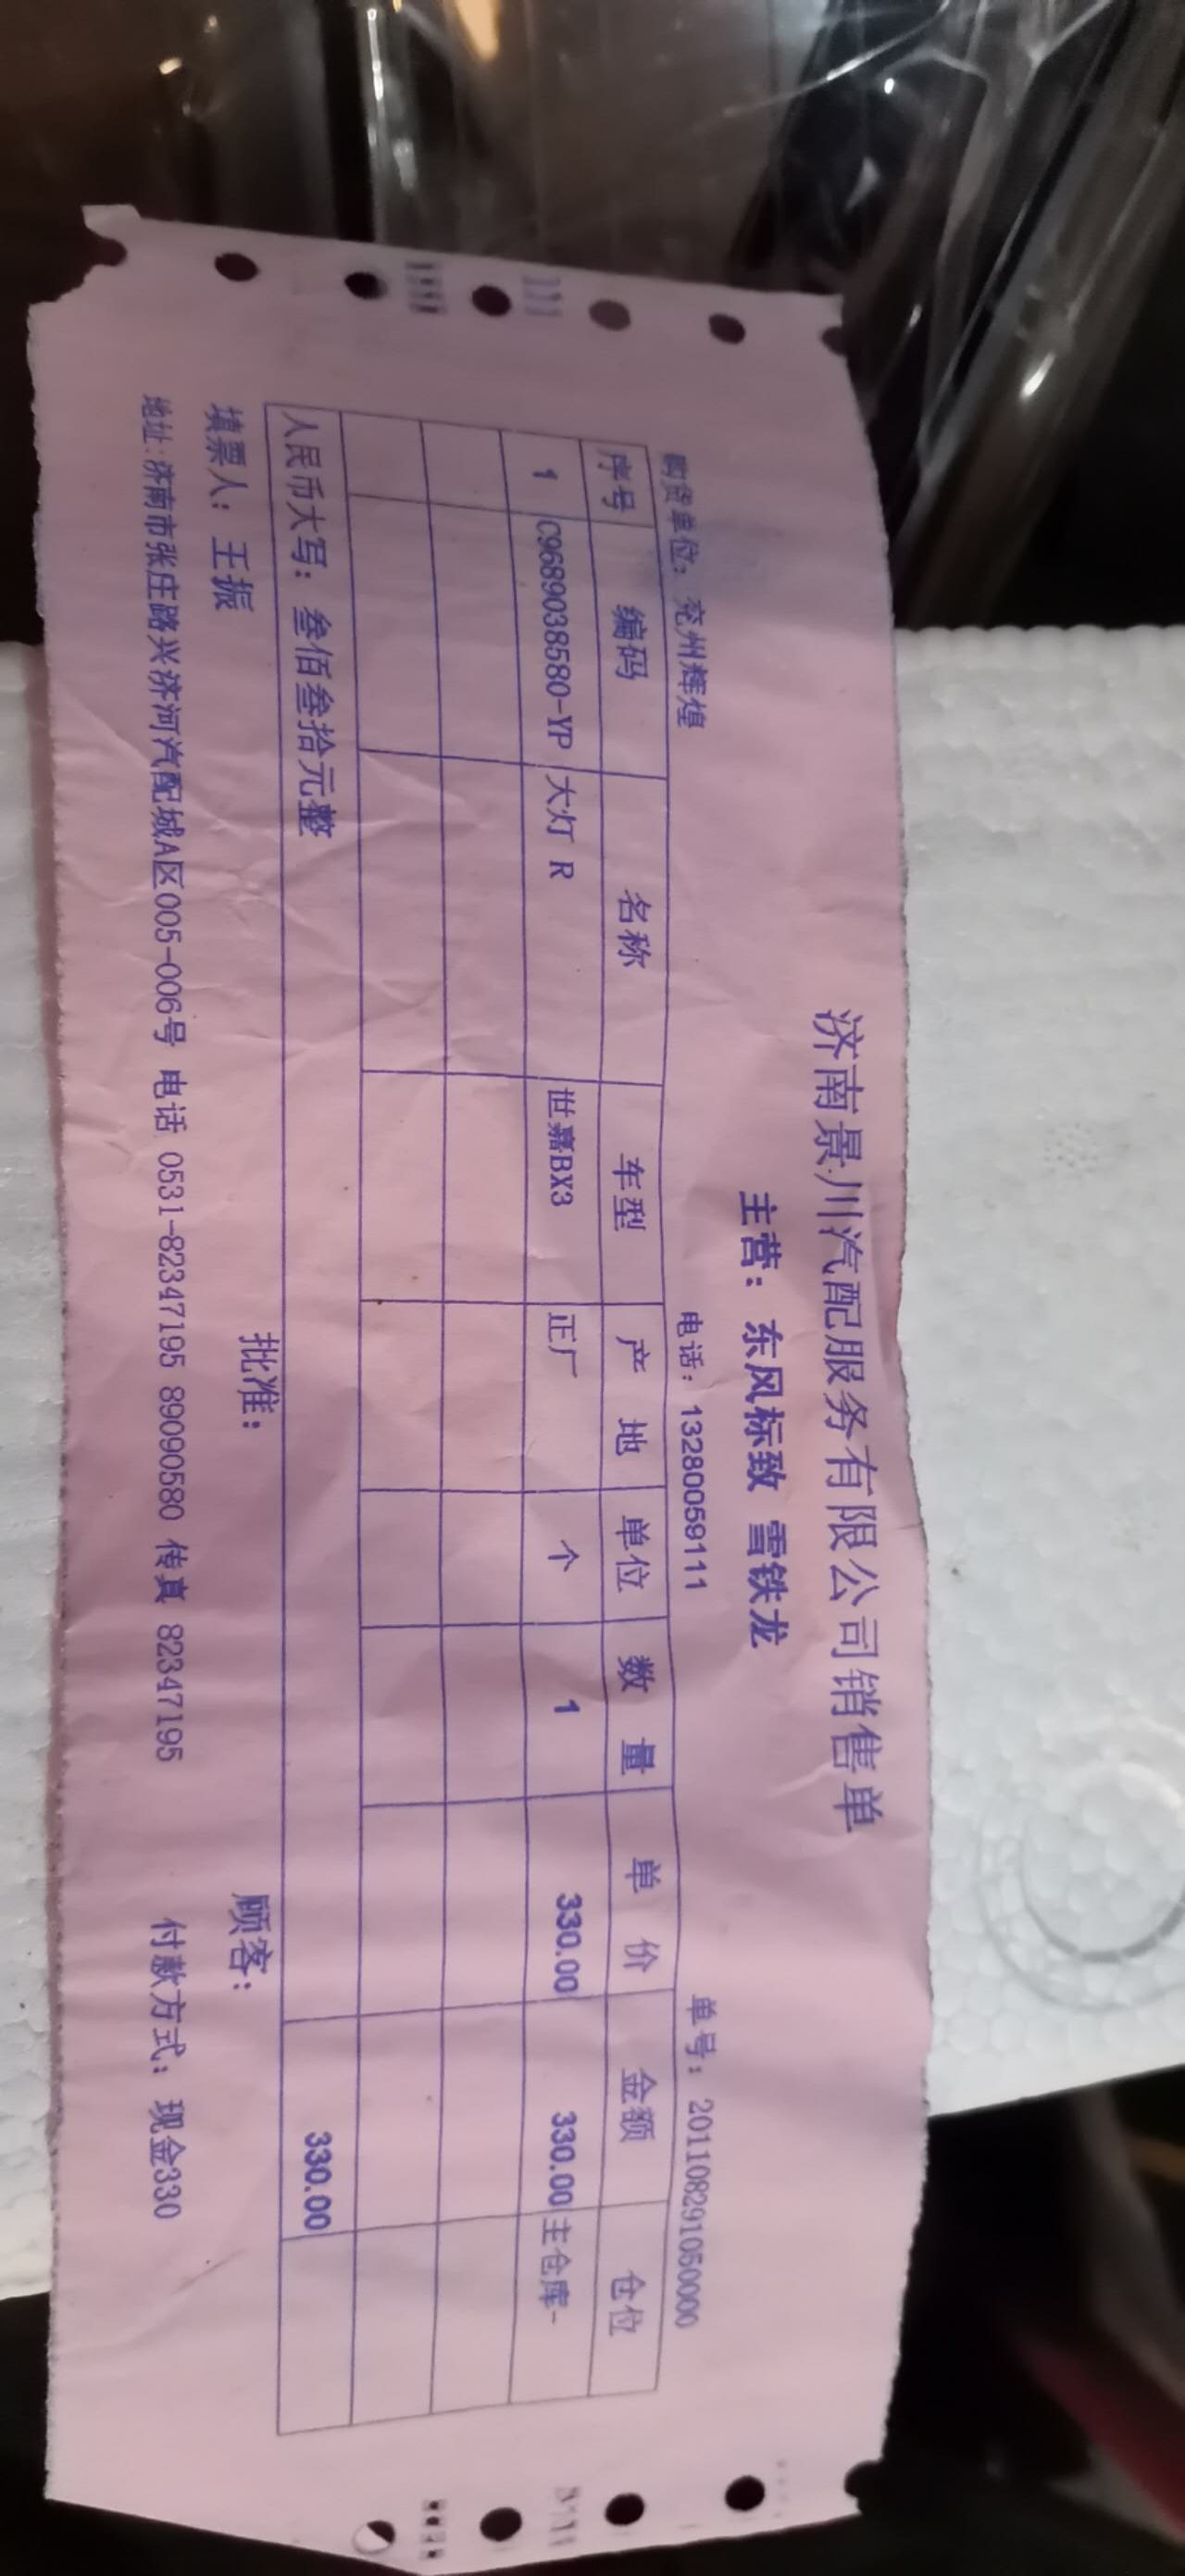 济南景川汽配服务有限公司销售单
主营：东风标致 雪铁龙
购货单位：兖州辉煌 电话：13280059111 单号：2011082910500​00
序号 编码 名称 车型 产 地 单位 数 量 单 价 金额 仓位
1 C9689038580-YP 大灯 R 世嘉BX3 正厂 个 1 330.00 330.00 主仓库-
人民币大写：叁佰叁拾元整 330.00
填票人：王振 批准： 顾客：
地址：济南市张庄路兴济河汽配城A区005-006号 电话 0531-82347195 89090580 传真 82347195 付款方式：现金330